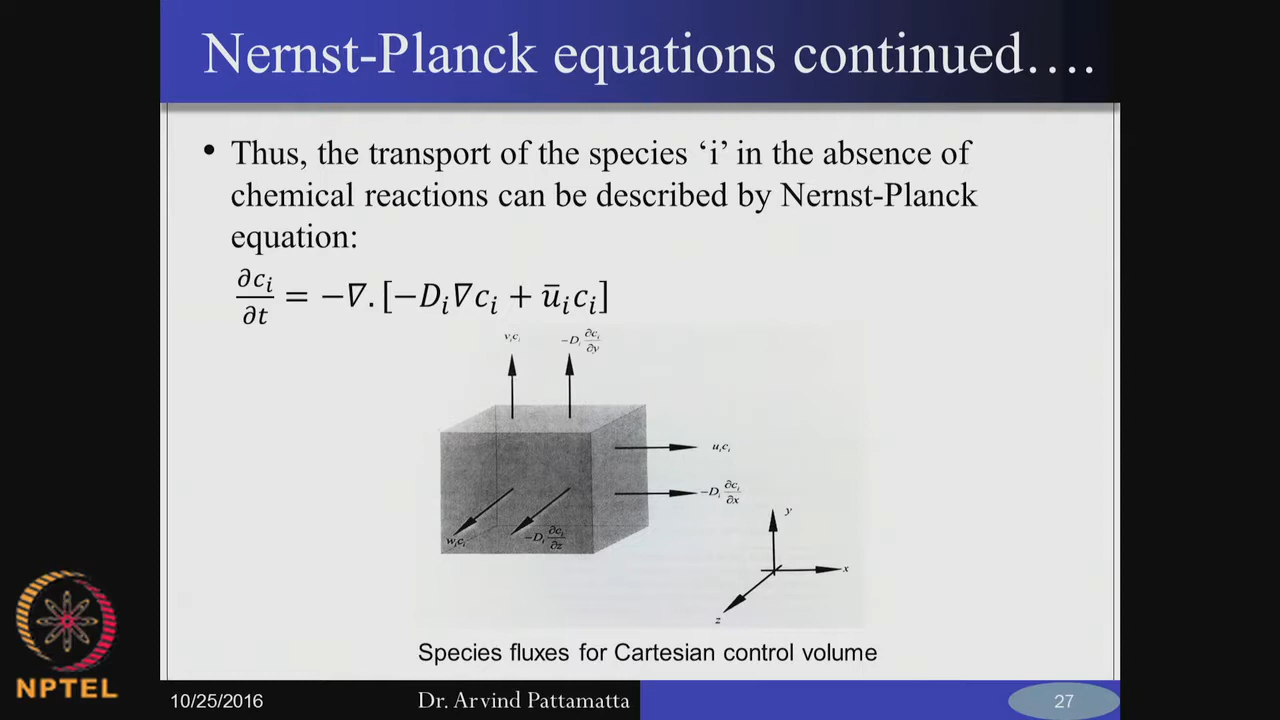 Nernst-Planck equations continued….
• Thus, the transport of the species ‘i’ in the absence of
chemical reactions can be described by Nernst-Planck
equation:
∂cᵢ/∂t = −∇. [−Dᵢ∇cᵢ + u̅ᵢcᵢ]
vᵢcᵢ
−Dᵢ ∂cᵢ/∂y
uᵢcᵢ
−Dᵢ ∂cᵢ/∂x
wᵢcᵢ
−Dᵢ ∂cᵢ/∂z
y
x
z
Species fluxes for Cartesian control volume
NPTEL
10/25/2016
Dr. Arvind Pattamatta
27